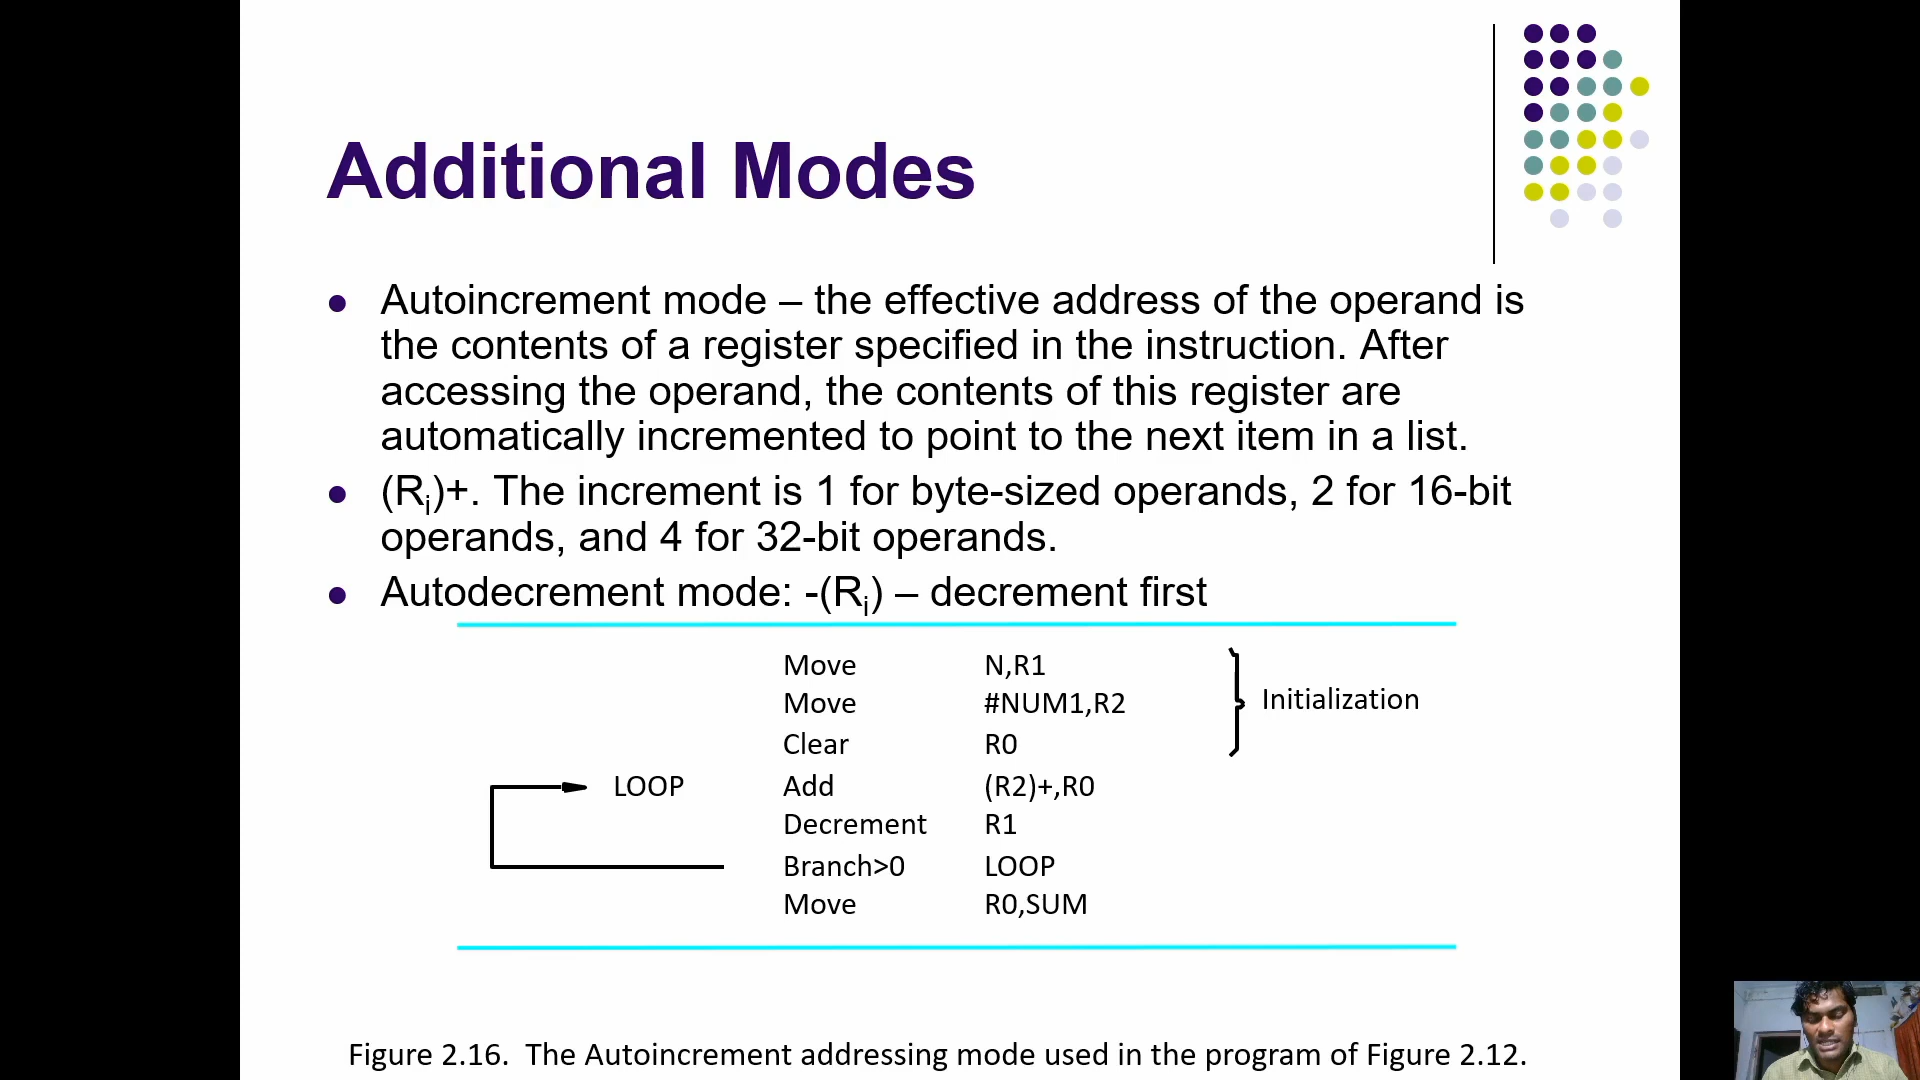 Additional Modes
● Autoincrement mode – the effective address of the operand is
the contents of a register specified in the instruction. After
accessing the operand, the contents of this register are
automatically incremented to point to the next item in a list.
● (Ri)+. The increment is 1 for byte-sized operands, 2 for 16-bit
operands, and 4 for 32-bit operands.
● Autodecrement mode: -(Ri) – decrement first
Move N,R1
Move #NUM1,R2
Initialization
Clear R0
LOOP Add (R2)+,R0
Decrement R1
Branch>0 LOOP
Move R0,SUM
Figure 2.16. The Autoincrement addressing mode used in the program of Figure 2.12.